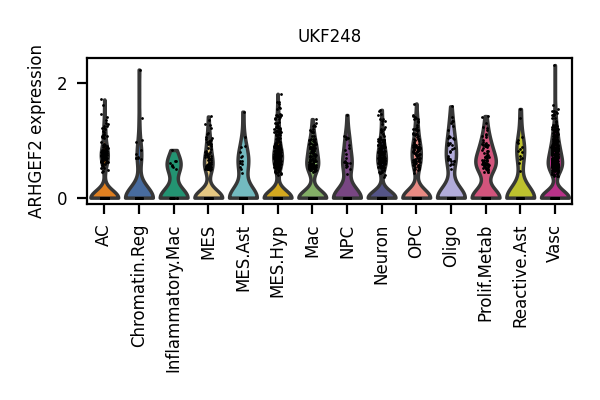 UKF248
ARHGEF2 expression
2
0
AC
Chromatin.Reg
Inflammatory.Mac
MES
MES.Ast
MES.Hyp
Mac
NPC
Neuron
OPC
Oligo
Prolif.Metab
Reactive.Ast
Vasc